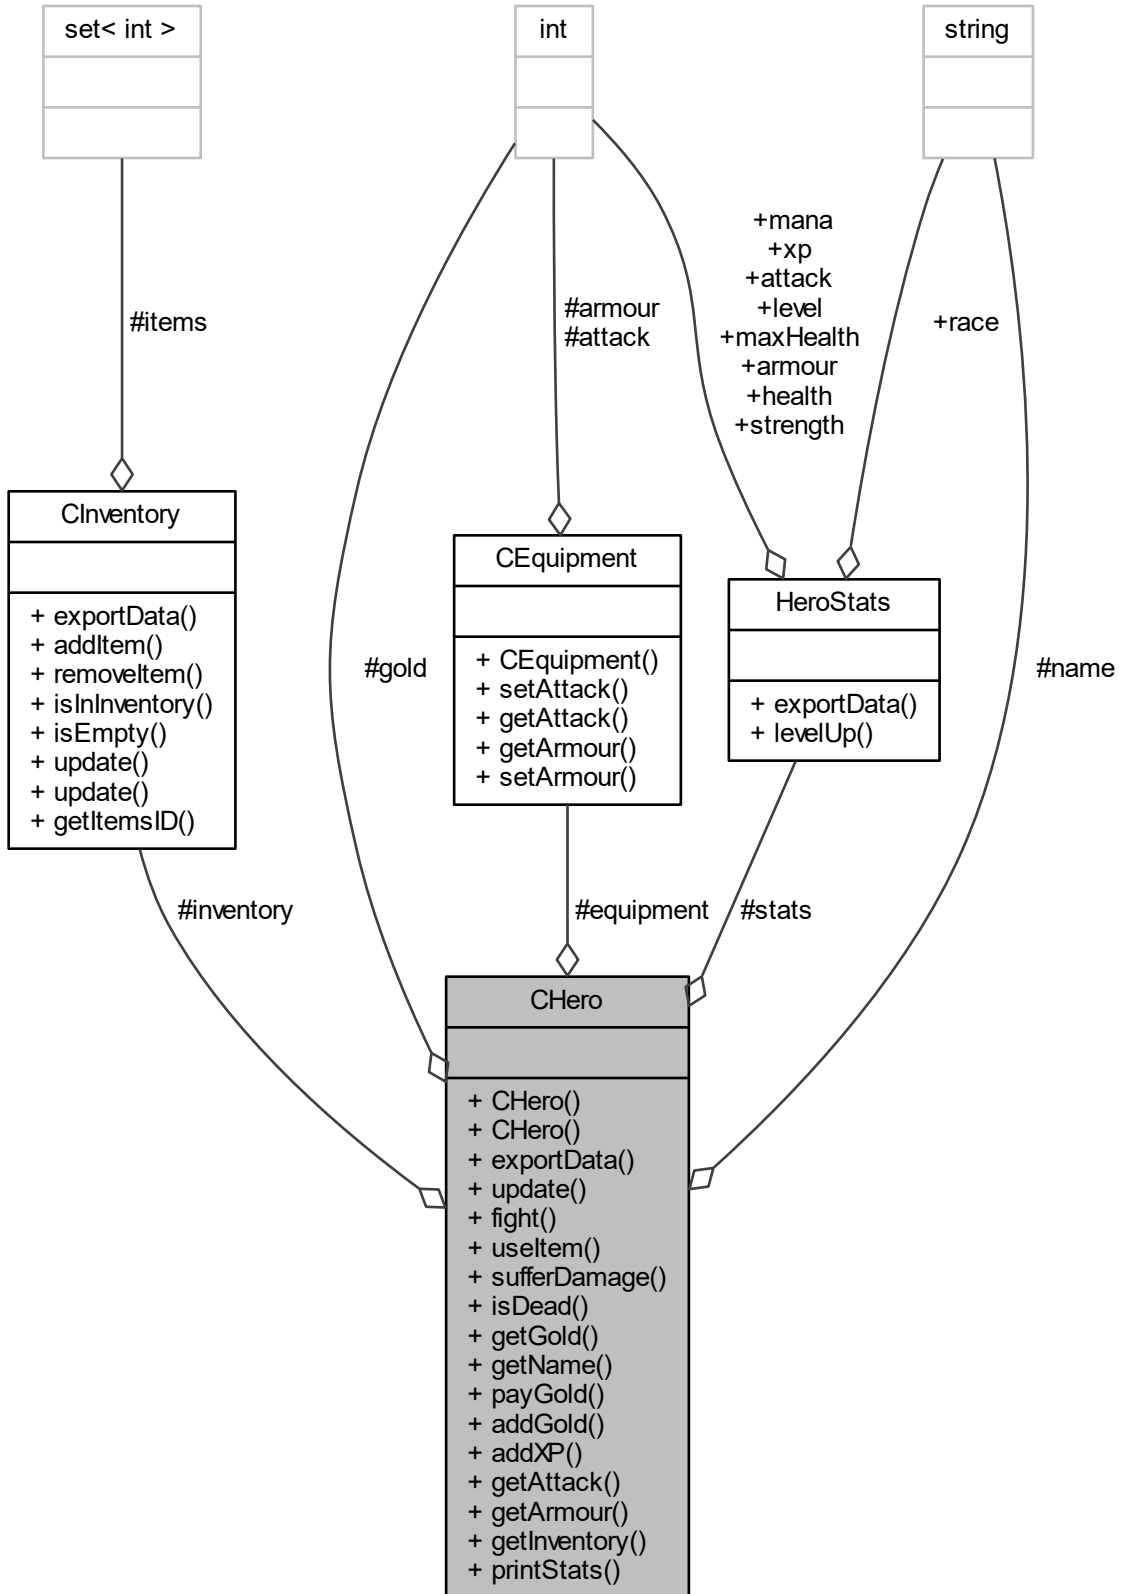 set< int >
int
string
+mana
+xp
+attack
+level
+maxHealth
+armour
+health
+strength
#items
#armour
#attack
+race
CInventory
+ exportData()
+ addItem()
+ removeItem()
+ isInInventory()
+ isEmpty()
+ update()
+ update()
+ getItemsID()
CEquipment
+ CEquipment()
+ setAttack()
+ getAttack()
+ getArmour()
+ setArmour()
HeroStats
+ exportData()
+ levelUp()
#gold
#name
#inventory
#equipment
#stats
CHero
+ CHero()
+ CHero()
+ exportData()
+ update()
+ fight()
+ useItem()
+ sufferDamage()
+ isDead()
+ getGold()
+ getName()
+ payGold()
+ addGold()
+ addXP()
+ getAttack()
+ getArmour()
+ getInventory()
+ printStats()